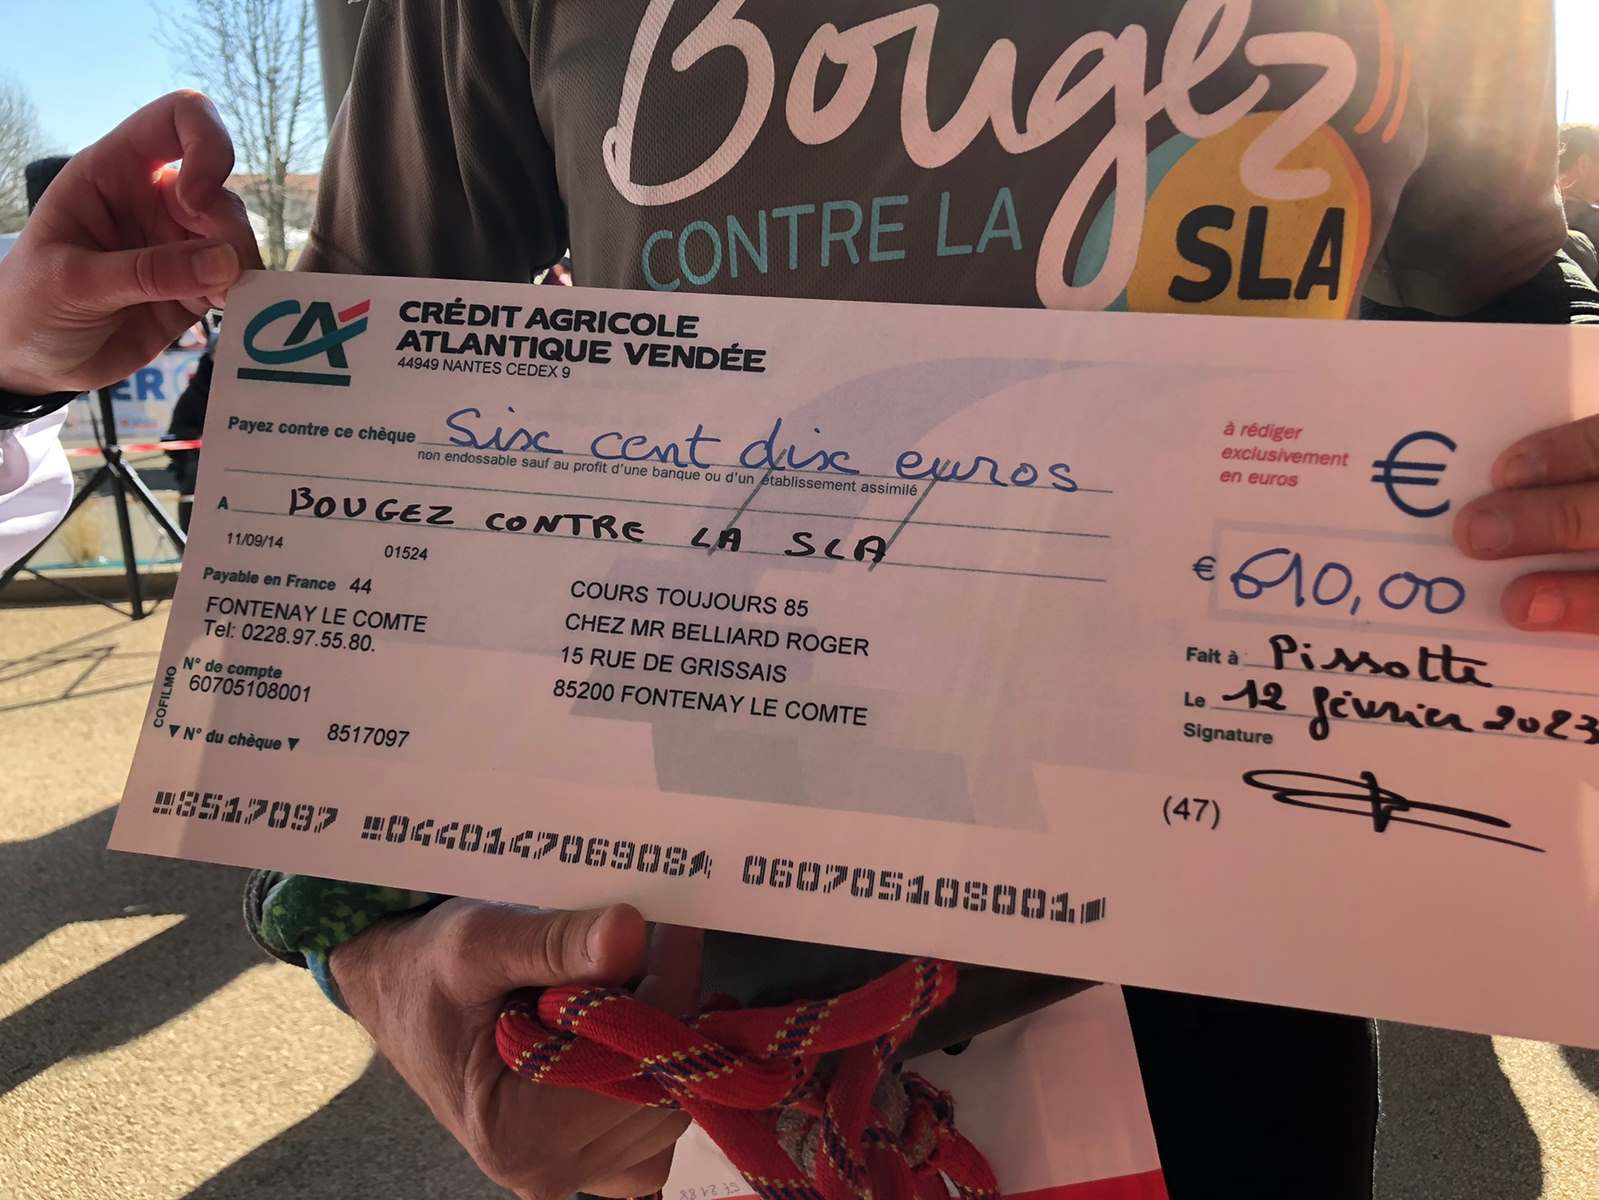 Bougez
CONTRE LA
SLA
CA
CRÉDIT AGRICOLE
ATLANTIQUE VENDÉE
44949 NANTES CEDEX 9
Payez contre ce chèque Six cent dix euros
non endossable sauf au profit d'une banque ou d'un établissement assimilé
à rédiger
exclusivement
en euros
€
A BOUGEZ CONTRE LA SLA
€ 610,00
11/09/14 01524
Payable en France 44
FONTENAY LE COMTE
Tel: 0228.97.55.80.
N° de compte
60705108001
COFILMO
▼ N° du chèque ▼ 8517097
COURS TOUJOURS 85
CHEZ MR BELLIARD ROGER
15 RUE DE GRISSAIS
85200 FONTENAY LE COMTE
Fait à Pissotte
Le 12 février 2023
Signature
(47)
8517097 044014706908 060705108001